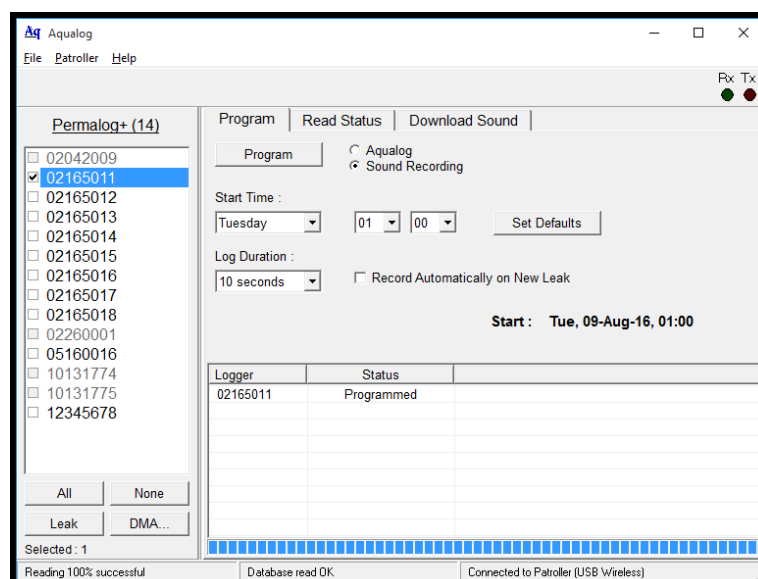 Aq Aqualog
File Patroller Help
Rx Tx
Permalog+ (14)
02042009
02165011
02165012
02165013
02165014
02165015
02165016
02165017
02165018
02260001
05160016
10131774
10131775
12345678
All None
Leak DMA...
Selected : 1
Program Read Status Download Sound
Program
Aqualog
Sound Recording
Start Time :
Tuesday 01 00 Set Defaults
Log Duration :
10 seconds Record Automatically on New Leak
Start : Tue, 09-Aug-16, 01:00
Logger Status
02165011 Programmed
Reading 100% successful Database read OK Connected to Patroller (USB Wireless)